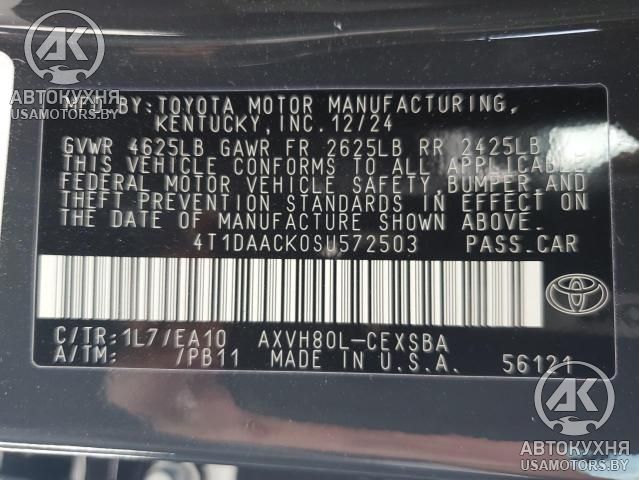 АК
АВТОКУХНЯ
USAMOTORS.BY
MFD BY: TOYOTA MOTOR MANUFACTURING,
KENTUCKY, INC. 12/24
GVWR 4625LB GAWR FR 2625LB RR 2425LB
THIS VEHICLE CONFORMS TO ALL APPLICABLE
FEDERAL MOTOR VEHICLE SAFETY, BUMPER, AND
THEFT PREVENTION STANDARDS IN EFFECT ON
THE DATE OF MANUFACTURE SHOWN ABOVE.
4T1DAACK0SU572503 PASS.CAR
C/TR: 1L7/EA10 AXVH80L-CEXSBA
A/TM: /PB11 MADE IN U.S.A. 56121
АК
АВТОКУХНЯ
USAMOTORS.BY